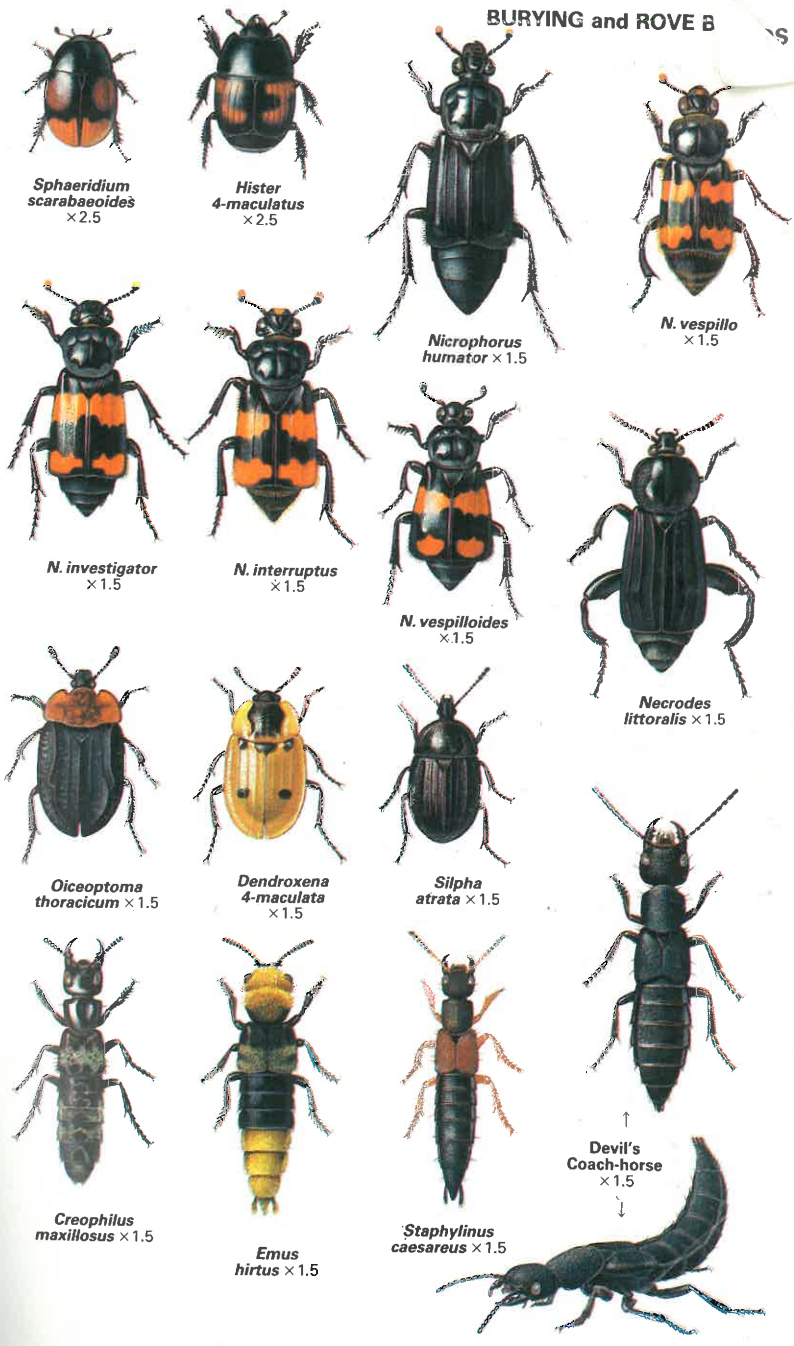 BURYING and ROVE B
Sphaeridium
scarabaeoides
×2.5
Hister
4-maculatus
×2.5
Nicrophorus
humator ×1.5
N. vespillo
×1.5
N. investigator
×1.5
N. interruptus
×1.5
N. vespilloides
×1.5
Necrodes
littoralis ×1.5
Oiceoptoma
thoracicum ×1.5
Dendroxena
4-maculata
×1.5
Silpha
atrata ×1.5
Creophilus
maxillosus ×1.5
Emus
hirtus ×1.5
Staphylinus
caesareus ×1.5
↑
Devil's
Coach-horse
×1.5
↓